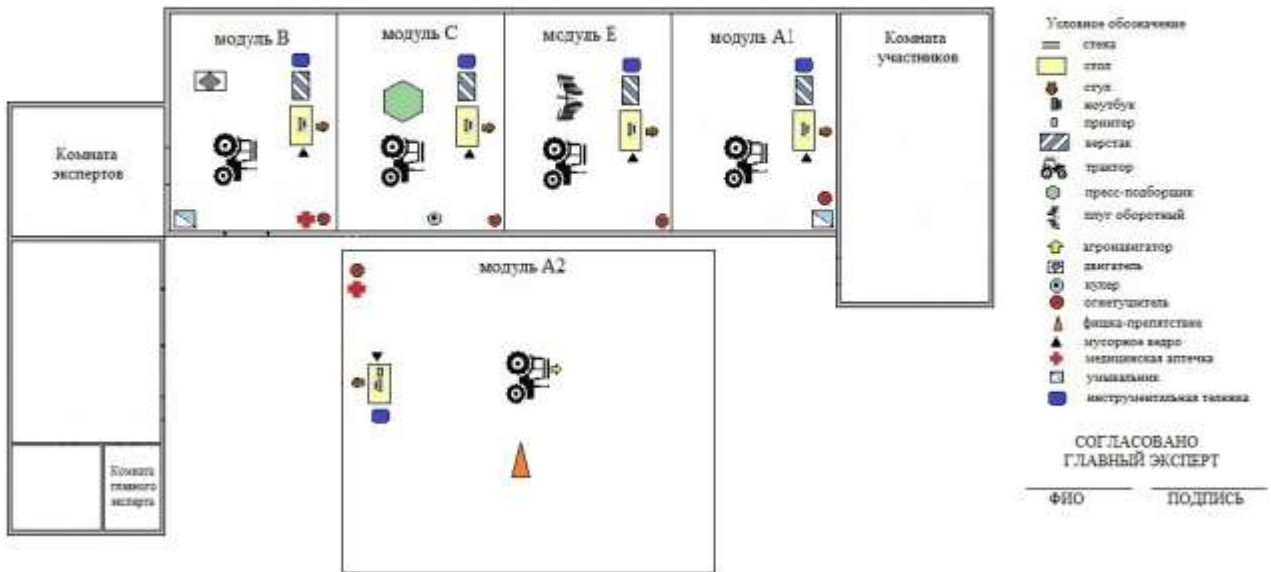 модуль B
модуль C
модуль E
модуль A1
Комната
участников
Комната
экспертов
модуль A2
Комната
главного
эксперта
Условное обозначение
стена
стол
стул
ноутбук
принтер
верстак
трактор
пресс-подборщик
плуг оборотный
агронавигатор
двигатель
кулер
огнетушитель
фишка-препятствие
мусорное ведро
медицинская аптечка
умывальник
инструментальная тележка
СОГЛАСОВАНО
ГЛАВНЫЙ ЭКСПЕРТ
ФИО ПОДПИСЬ